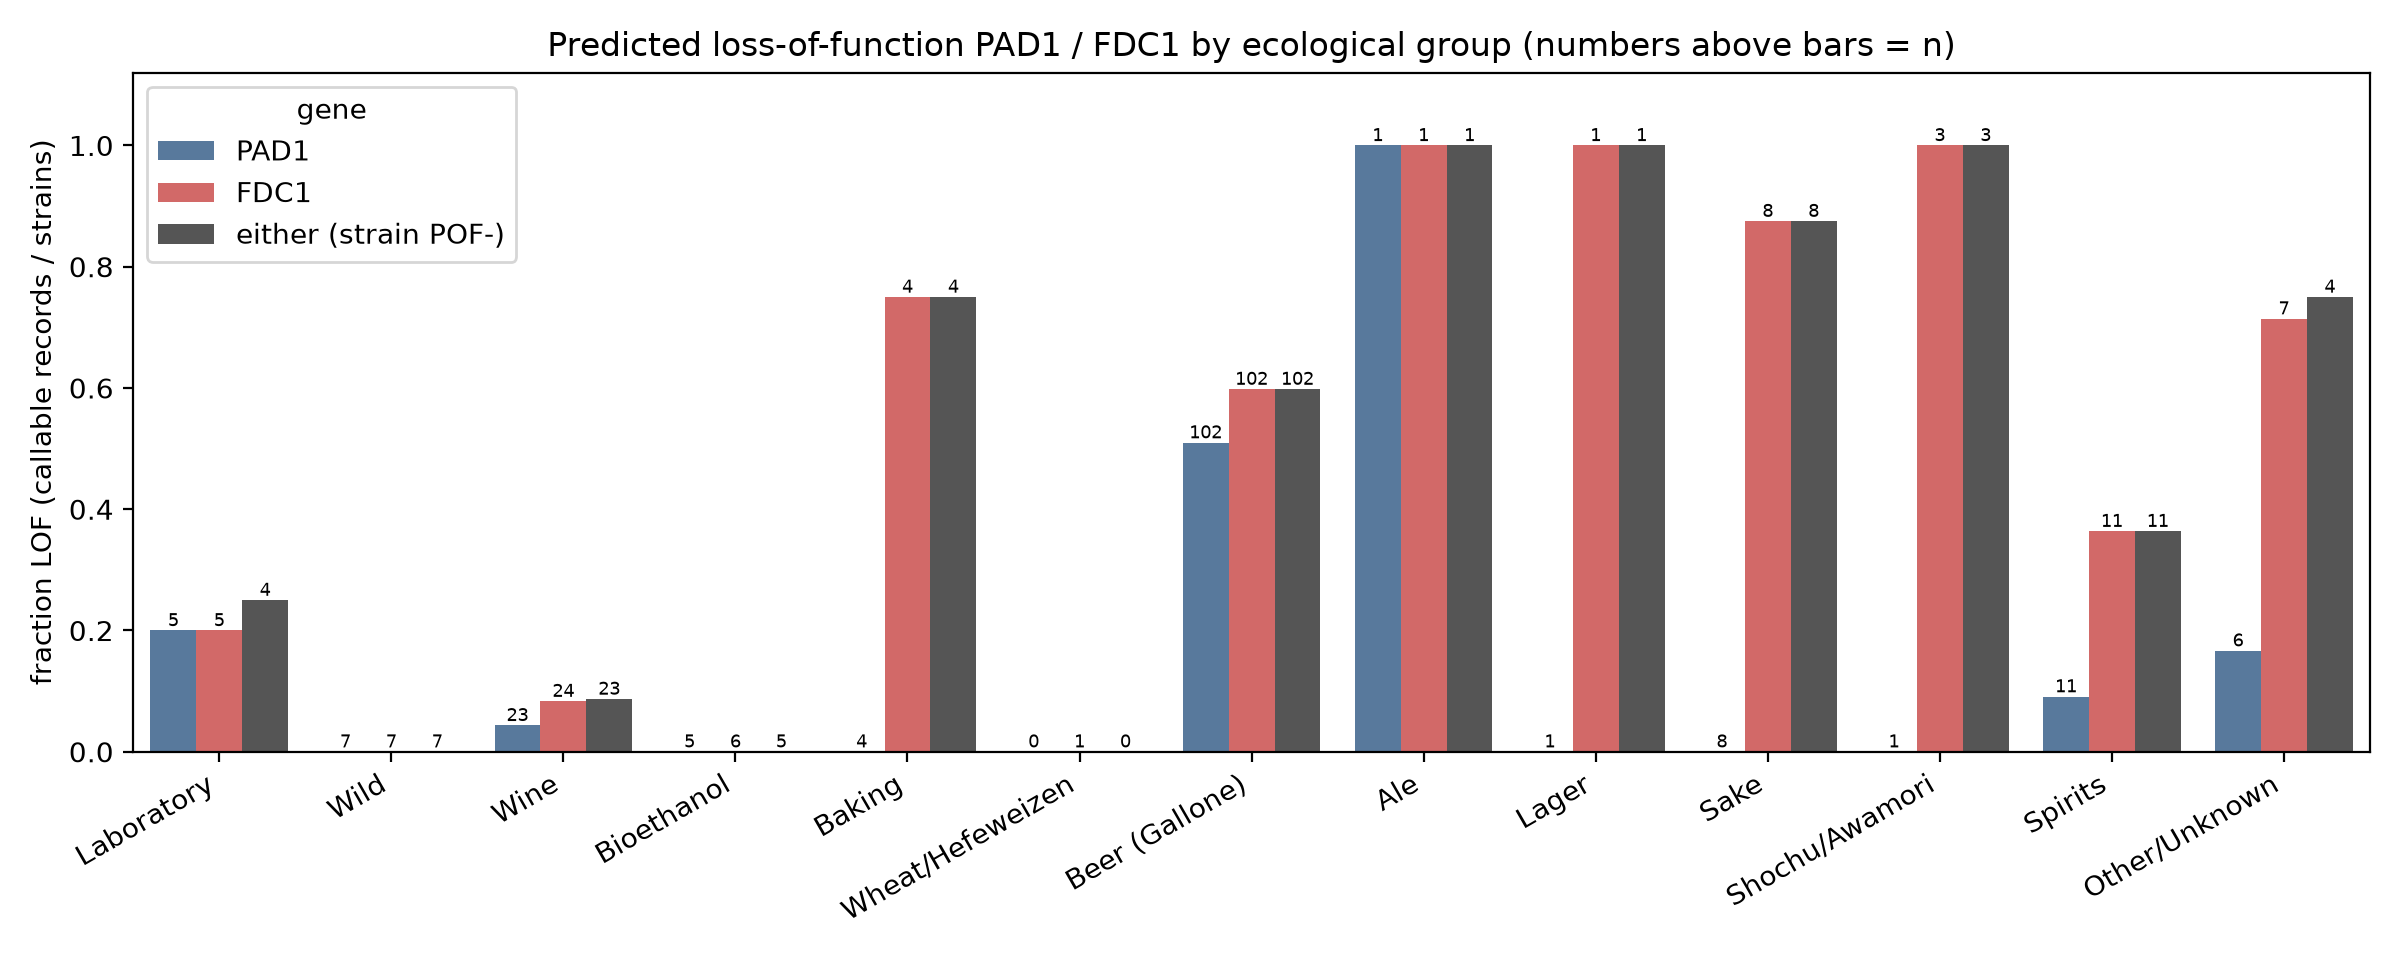 Predicted loss-of-function PAD1 / FDC1 by ecological group (numbers above bars = n)
gene
PAD1
FDC1
either (strain POF-)
fraction LOF (callable records / strains)
1.0
0.8
0.6
0.4
0.2
0.0
5 5 4
7 7 7
23 24 23
5 6 5
4 4 4
0 1 0
102 102 102
1 1 1
1 1 1
8 8 8
1 3 3
11 11 11
6 7 4
Laboratory
Wild
Wine
Bioethanol
Baking
Wheat/Hefeweizen
Beer (Gallone)
Ale
Lager
Sake
Shochu/Awamori
Spirits
Other/Unknown